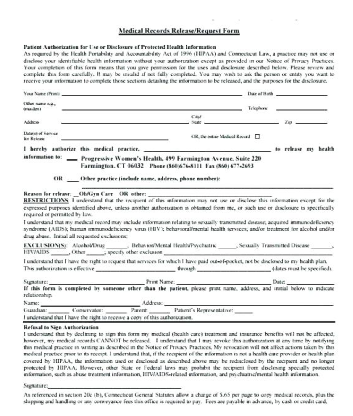 Medical Records Release/Request Form
Patient Authorization for Use or Disclosure of Protected Health Information
As required by the Health Portability and Accountability Act of 1996 (HIPAA) and Connecticut Law, a practice may not use or
disclose your identifiable health information without your authorization except as provided in our Notice of Privacy Practices.
Your completion of this form means that you give permission for the uses and disclosure described below. Please review and
complete this form carefully. It may be invalid if not fully completed. You may wish to ask the person or entity you want to
receive your information to complete those sections detailing the information to be released, and the purposes for the disclosure.
Your Name (Print) Date of Birth
Other name e.g., Telephone
Address City/ State Zip
Date(s) of Service for Release OR, the entire Medical Record
I hereby authorize this medical practice, to release my health
information to: Progressive Women's Health, 499 Farmington Avenue, Suite 220
Farmington, CT 06032 Phone (860)676-8111 Fax (860) 677-2693
OR Other practice (include name, address, phone number):
Reason for release: Ob/Gyn Care OR other:
RESTRICTIONS: I understand that the recipient of this information may not use or disclose this information except for the
expressed purposes identified above, unless another authorization is obtained from me, or such use or disclosure is specifically
required or permitted by law.
I understand that my medical record may include information relating to sexually transmitted disease; acquired immunodeficiency
syndrome (AIDS); human immunodeficiency virus (HIV); behavioral/mental health services, and/or treatment for alcohol and/or
drug abuse. Initial all requested exclusions:
EXCLUSION(S): Alcohol/Drug , Behavior/Mental Health/Psychiatric , Sexually Transmitted Disease ,
HIV/AIDS , Other , specify other exclusion
I understand that I have the right to request that services for which I have paid out-of-pocket, not be disclosed to my health plan.
This authorization is effective through (dates must be specified).
Signature: Print Name: Date:
If this form is completed by someone other than the patient, please print name, address, and initial below to indicate
relationship.
Name: Address:
Guardian: Conservator: Parent: Patient's Representative:
I understand that I have the right to receive a copy of this authorization.
Refusal to Sign Authorization
I understand that by declining to sign this form my medical (health care) treatment and insurance benefits will not be affected,
however, my medical records CANNOT be released. I understand that I may revoke this authorization at any time by notifying
this medical practice in writing as described in the Notice of Privacy Practices. My revocation will not affect actions taken by this
medical practice prior to its receipt. I understand that, if the recipient of the information is not a health care provider or health plan
covered by HIPAA, the information used or disclosed as described above may be redisclosed by the recipient and no longer
protected by HIPAA. However, other State or Federal laws may prohibit the recipient from disclosing specially protected
information, such as abuse treatment information, HIV/AIDS-related information, and psychiatric/mental health information.
Signature:
As referenced in section 20c (b), Connecticut General Statutes allow a charge of $.65 per page to copy medical records, plus the
shipping and handling or any conveyance fees this office is required to pay. Fees are payable in advance, by cash or credit card.